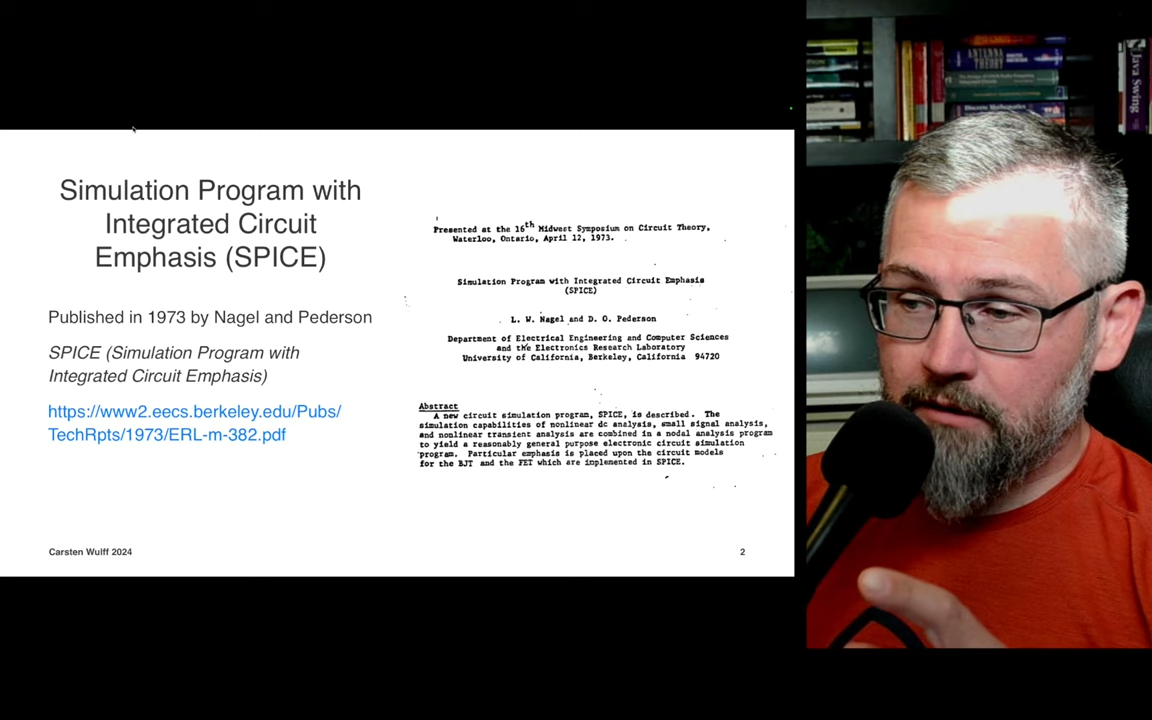 Simulation Program with
Integrated Circuit
Emphasis (SPICE)
Published in 1973 by Nagel and Pederson
SPICE (Simulation Program with
Integrated Circuit Emphasis)
https://www2.eecs.berkeley.edu/Pubs/
TechRpts/1973/ERL-m-382.pdf
Carsten Wulff 2024
Presented at the 16th Midwest Symposium on Circuit Theory,
Waterloo, Ontario, April 12, 1973.
Simulation Program with Integrated Circuit Emphasis
(SPICE)
L. W. Nagel and D. O. Pederson
Department of Electrical Engineering and Computer Sciences
and the Electronics Research Laboratory
University of California, Berkeley, California 94720
Abstract
A new circuit simulation program, SPICE, is described. The
simulation capabilities of nonlinear dc analysis, small signal analysis,
and nonlinear transient analysis are combined in a nodal analysis program
to yield a reasonably general purpose electronic circuit simulation
program. Particular emphasis is placed upon the circuit models
for the BJT and the FET which are implemented in SPICE.
2
ANTENNA
THEORY
Discrete Mathematics
Java Swing